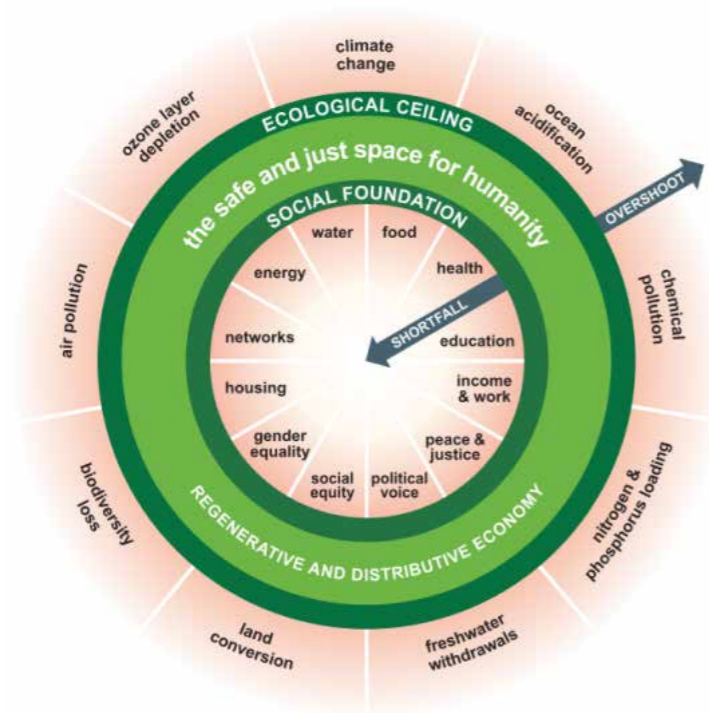 climate
change
ocean
acidification
chemical
pollution
nitrogen &
phosphorus loading
freshwater
withdrawals
land
conversion
biodiversity
loss
air pollution
ozone layer
depletion
OVERSHOOT
ECOLOGICAL CEILING
the safe and just space for humanity
SOCIAL FOUNDATION
water
food
health
SHORTFALL
education
income
& work
peace &
justice
political
voice
social
equity
gender
equality
housing
networks
energy
REGENERATIVE AND DISTRIBUTIVE ECONOMY